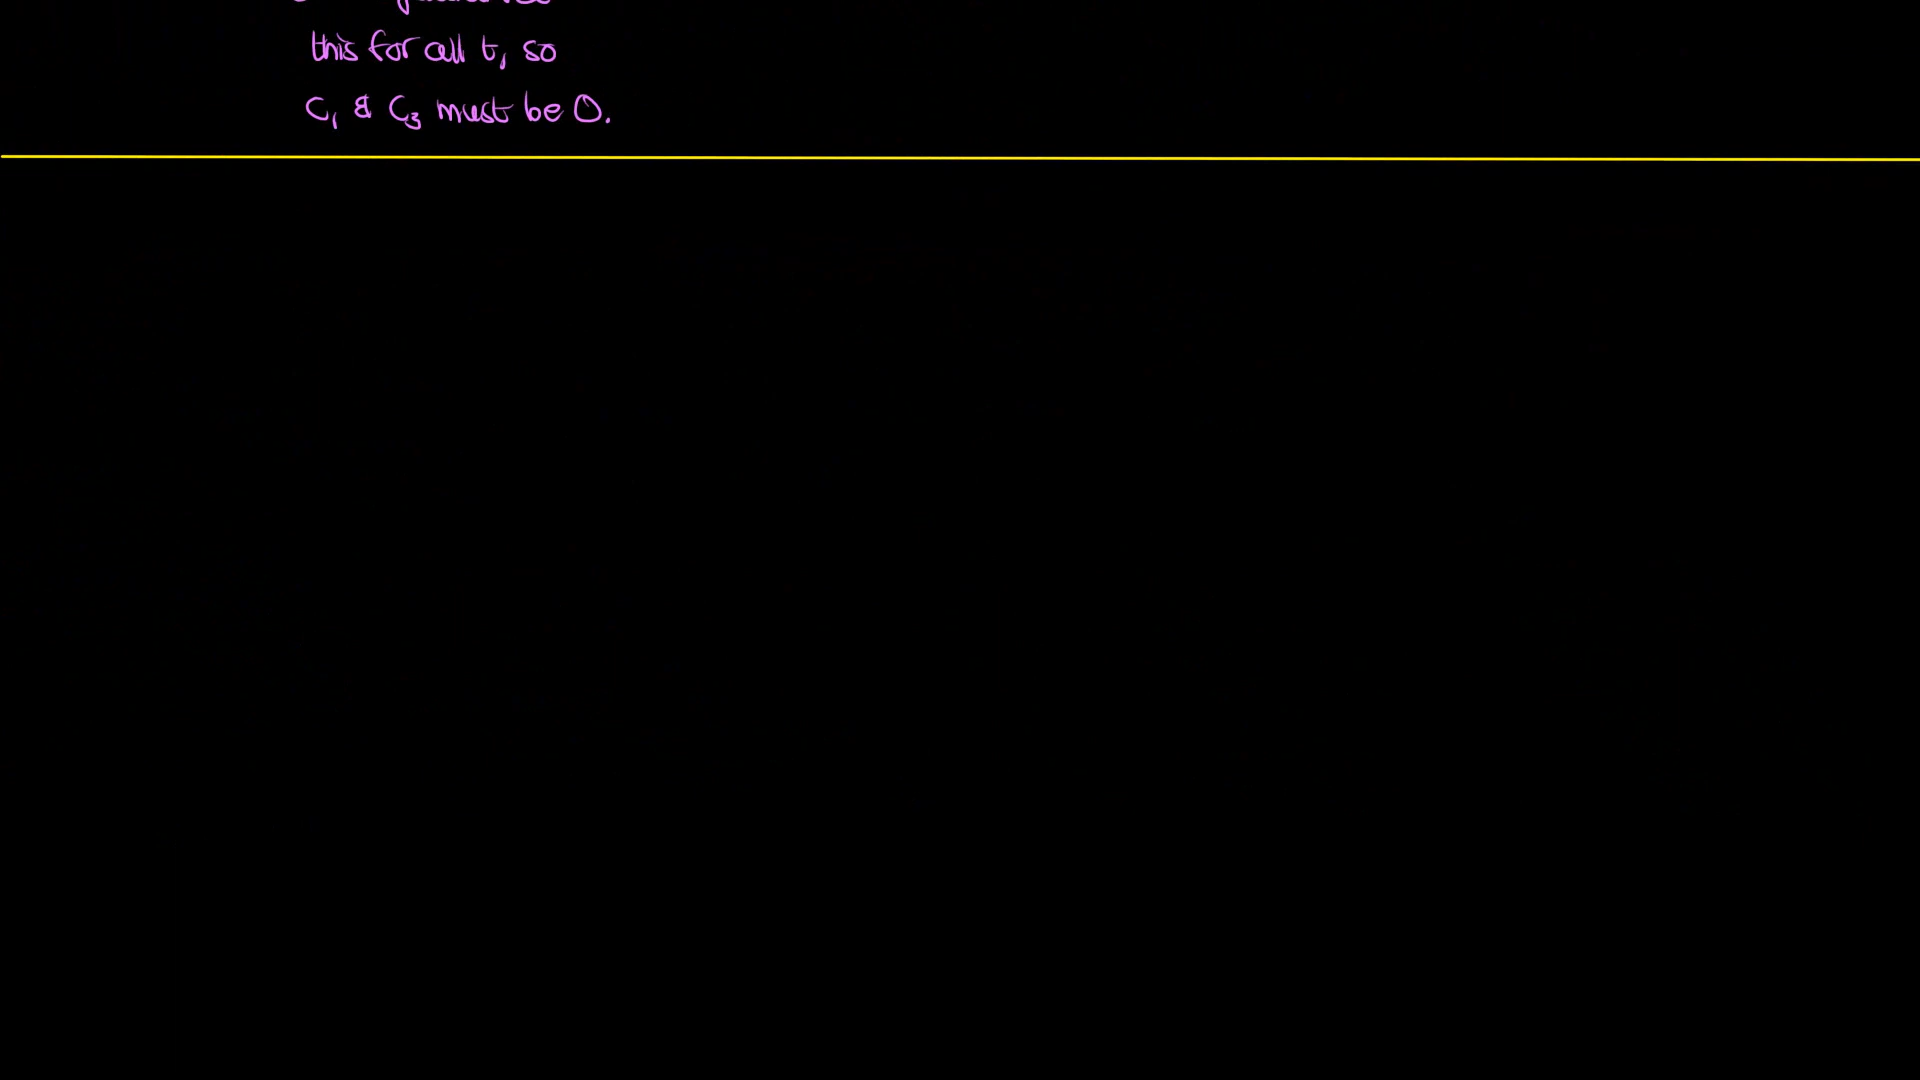 this for all t, so
C₁ & C₃ must be 0.